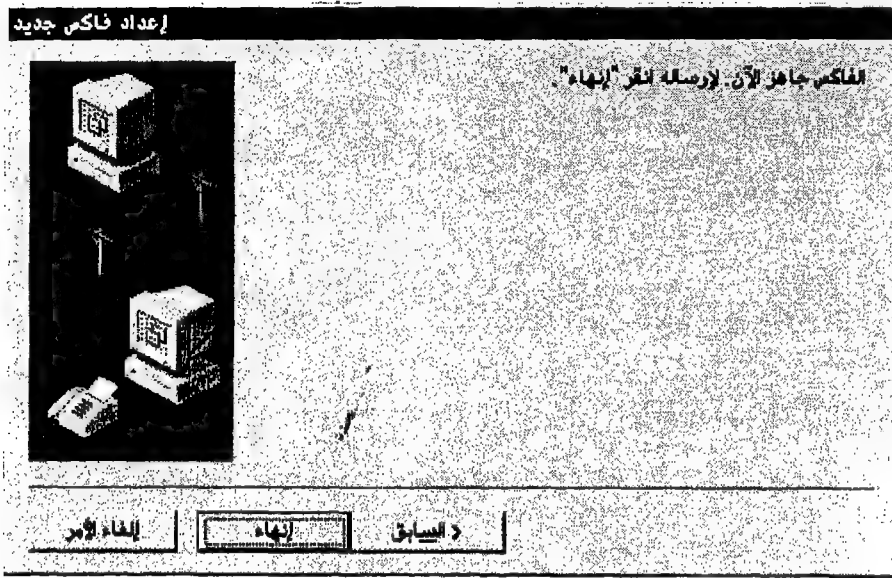 إعداد فاكس جديد
الفاكس جاهز الآن. لإرساله انقر "إنهاء".
< السابق
إنهاء
إلغاء الأمر